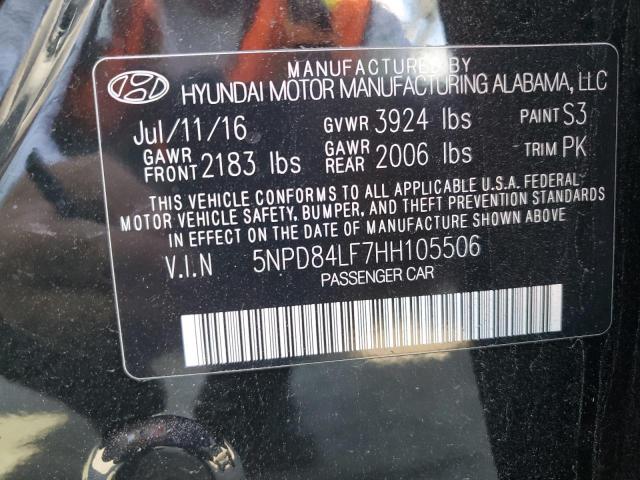 MANUFACTURED BY
HYUNDAI MOTOR MANUFACTURING ALABAMA, LLC
Jul/11/16 GVWR 3924 lbs PAINT S3
GAWR FRONT 2183 lbs GAWR REAR 2006 lbs TRIM PK
THIS VEHICLE CONFORMS TO ALL APPLICABLE U.S.A. FEDERAL
MOTOR VEHICLE SAFETY, BUMPER, AND THEFT PREVENTION STANDARDS
IN EFFECT ON THE DATE OF MANUFACTURE SHOWN ABOVE
V.I.N 5NPD84LF7HH105506
PASSENGER CAR